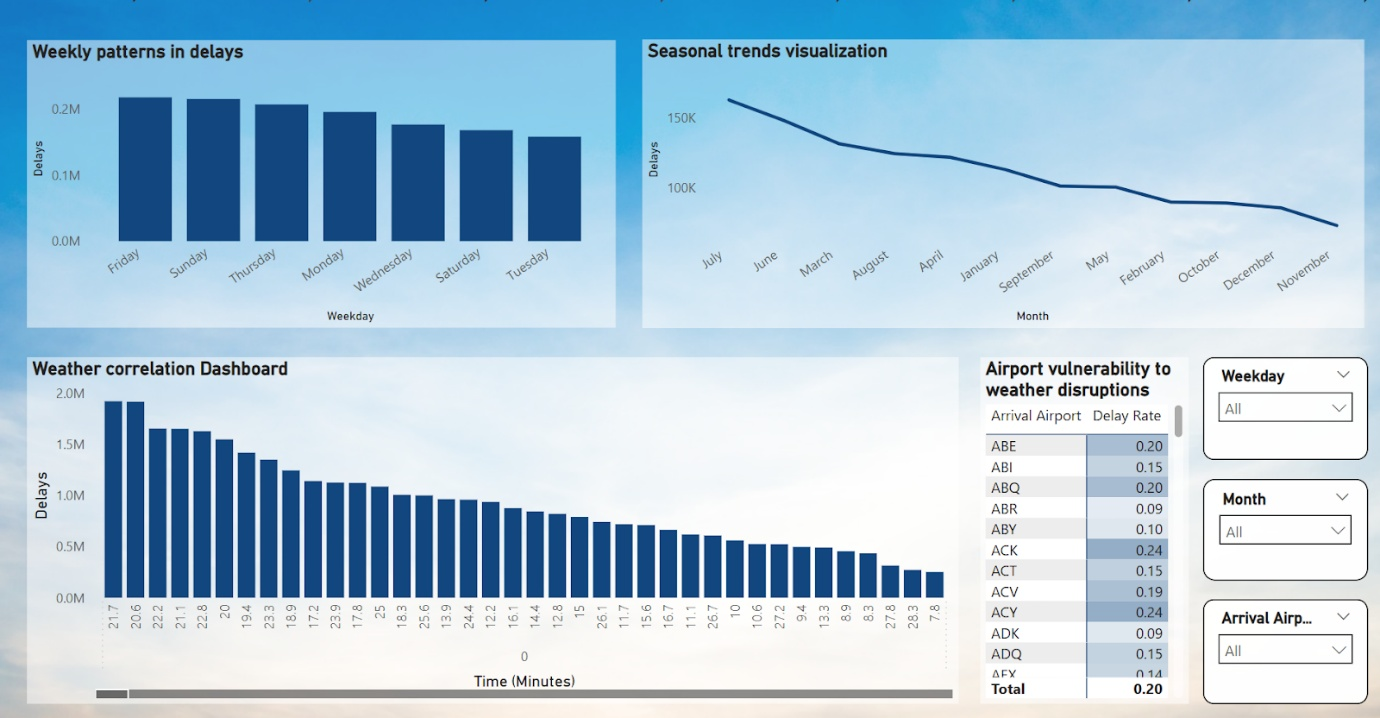 Weekly patterns in delays
Delays
0.2M
0.1M
0.0M
Friday Sunday Thursday Monday Wednesday Saturday Tuesday
Weekday
Seasonal trends visualization
Delays
150K
100K
July June March August April January September May February October December November
Month
Weather correlation Dashboard
Delays
2.0M
1.5M
1.0M
0.5M
0.0M
21.7 20.6 22.2 21.1 22.8 20 19.4 23.3 18.9 17.2 23.9 17.8 25 18.3 25.6 13.9 24.4 12.2 16.1 14.4 12.8 15 26.1 11.7 15.6 16.7 11.1 26.7 10 10.6 27.2 9.4 13.3 8.9 8.3 27.8 28.3 7.8
0
Time (Minutes)
Airport vulnerability to
weather disruptions
Arrival Airport Delay Rate
ABE 0.20
ABI 0.15
ABQ 0.20
ABR 0.09
ABY 0.10
ACK 0.24
ACT 0.15
ACV 0.19
ACY 0.24
ADK 0.09
ADQ 0.15
AEX 0.14
Total 0.20
Weekday
All
Month
All
Arrival Airp...
All